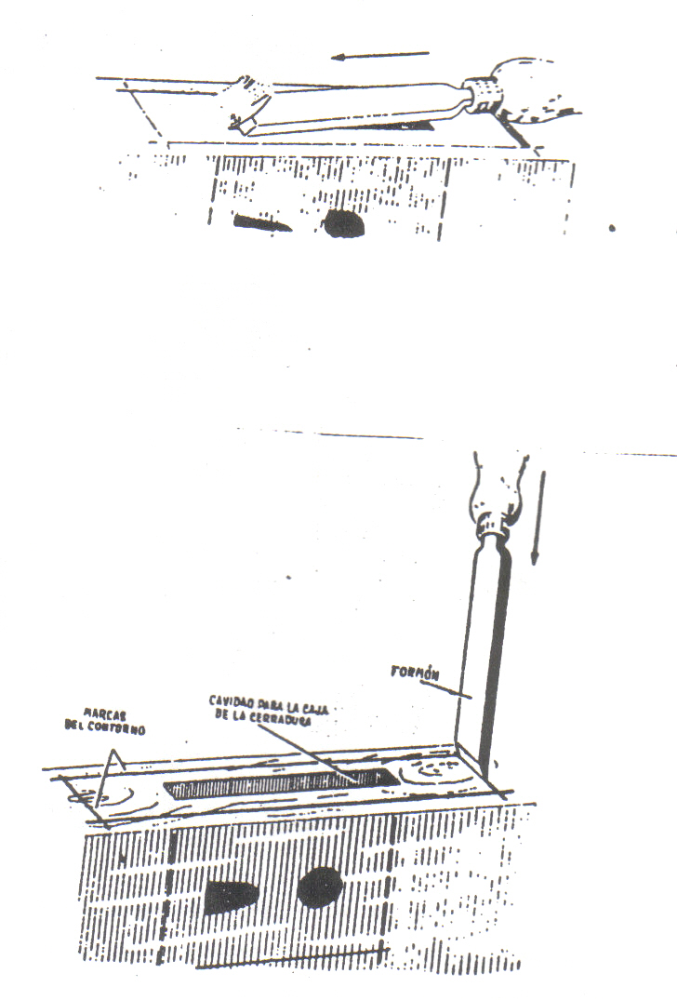 FORMÓN
CAVIDAD PARA LA CAJA
DE LA CERRADURA
MARCAS
DEL CONTORNO